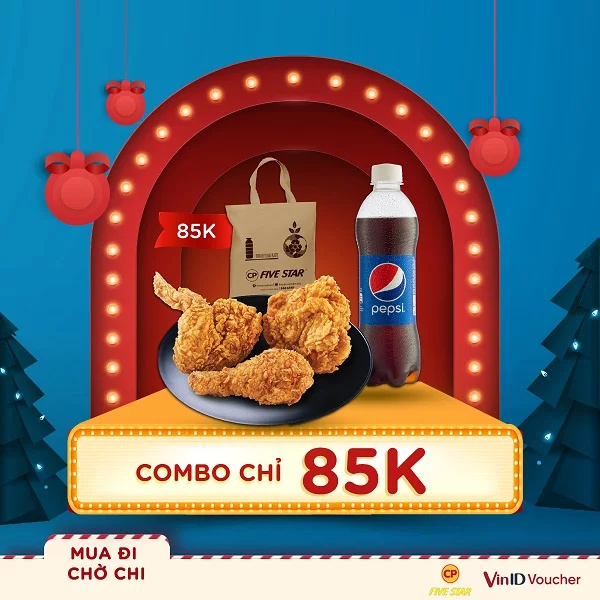 85K
CP FIVE STAR
pepsi
COMBO CHỈ 85K
MUA ĐI
CHỜ CHI
CP
FIVE STAR
VinID Voucher